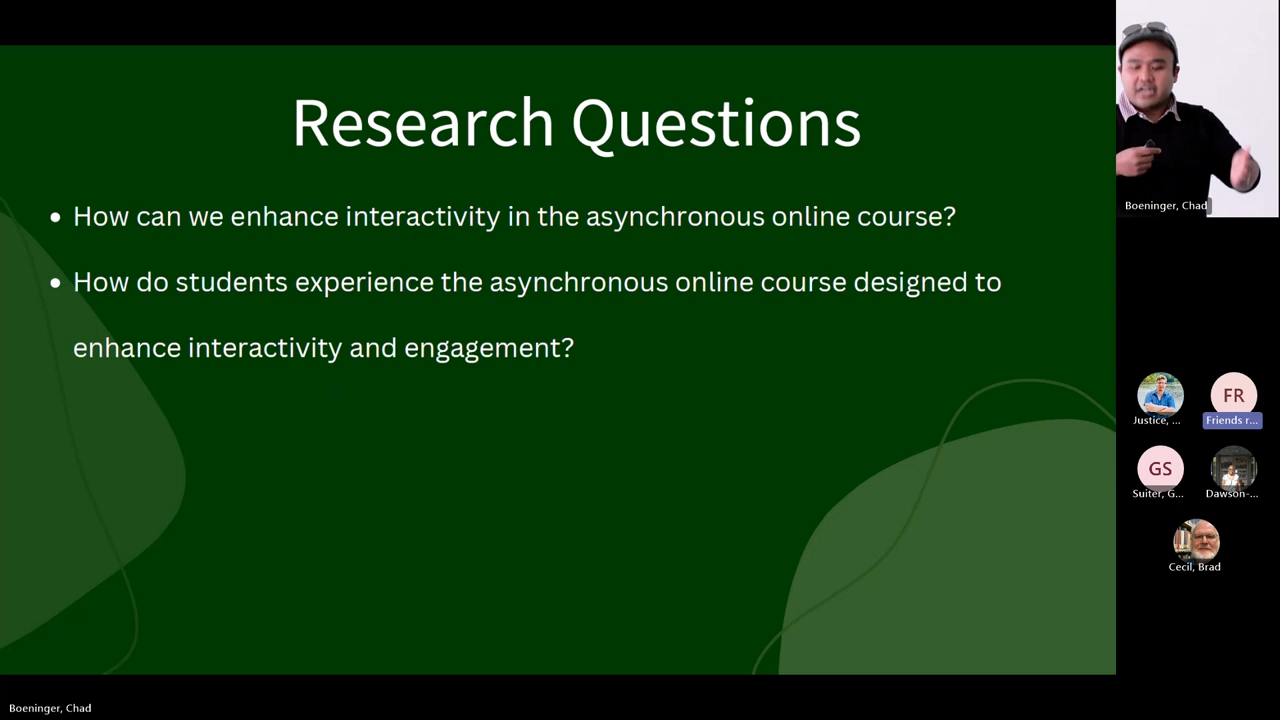 Research Questions
• How can we enhance interactivity in the asynchronous online course?
• How do students experience the asynchronous online course designed to
enhance interactivity and engagement?
Boeninger, Chad
Justice, ...
FR
Friends r...
GS
Suiter, G...
Dawson-...
Cecil, Brad
Boeninger, Chad